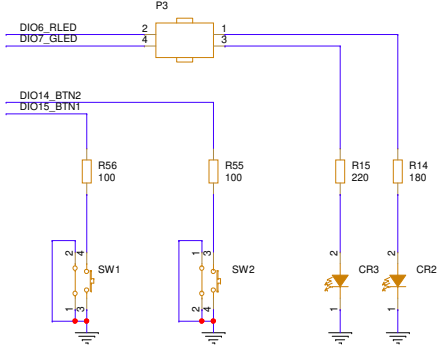 P3
DIO6_RLED 2 1
DIO7_GLED 4 3
DIO14_BTN2
DIO15_BTN1
R56 R55 R15 R14
100 100 220 180
2 4 1 3 2 2
SW1 SW2 CR3 CR2
1 3 2 4 1 1